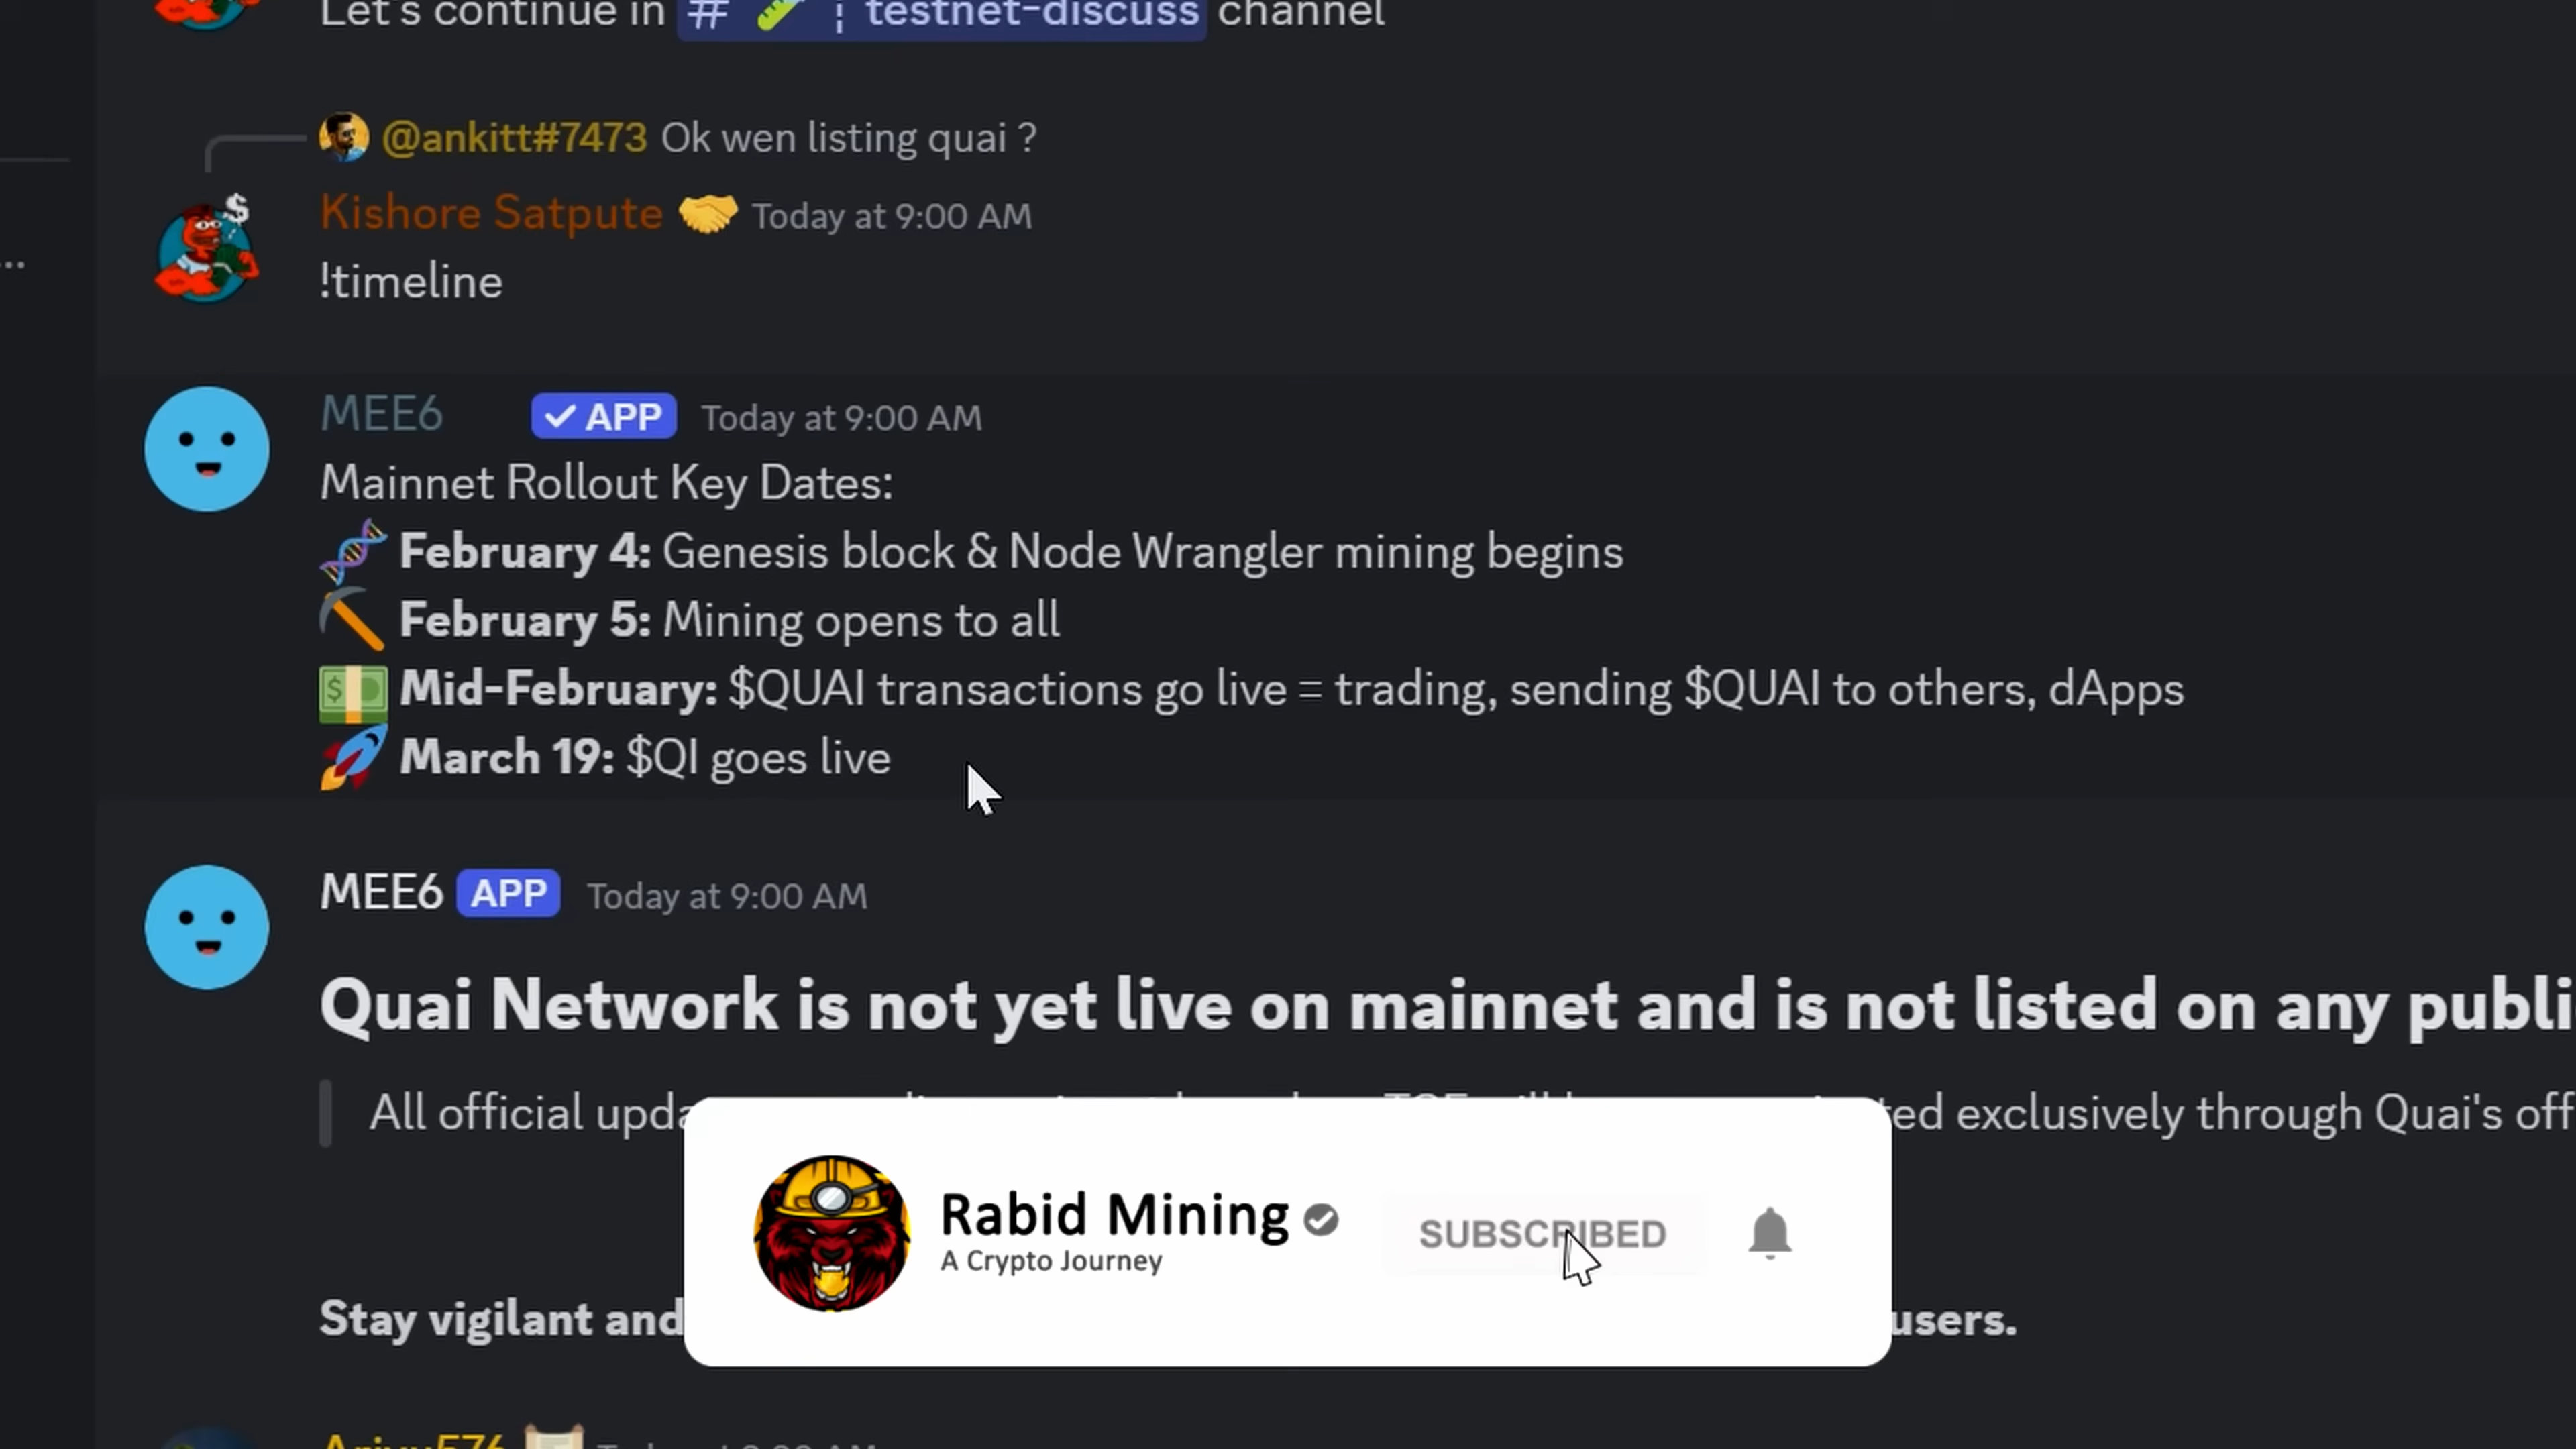 Let's continue in # ¦ testnet-discuss channel
@ankitt#7473 Ok wen listing quai ?
Kishore Satpute Today at 9:00 AM
!timeline
MEE6 ✓ APP Today at 9:00 AM
Mainnet Rollout Key Dates:
February 4: Genesis block & Node Wrangler mining begins
February 5: Mining opens to all
Mid-February: $QUAI transactions go live = trading, sending $QUAI to others, dApps
March 19: $QI goes live
MEE6 APP Today at 9:00 AM
Quai Network is not yet live on mainnet and is not listed on any publi
All official upda ted exclusively through Quai's off
Rabid Mining
A Crypto Journey
SUBSCRIBED
Stay vigilant and users.